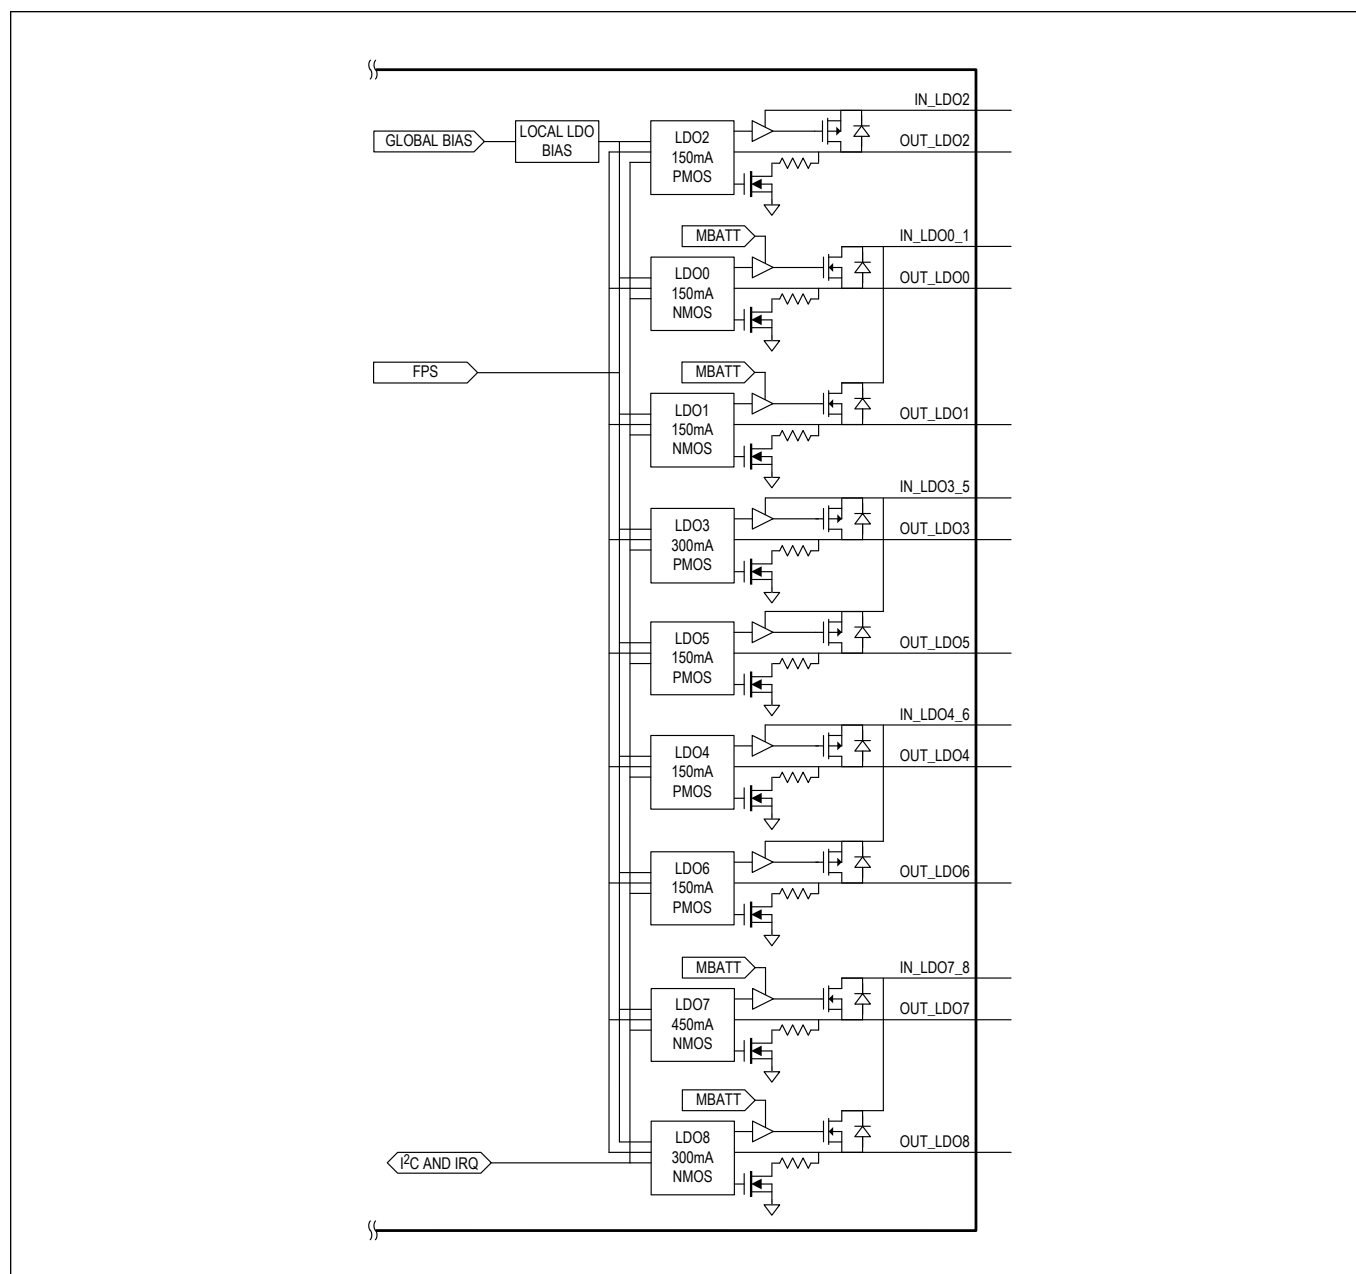 IN_LDO2
GLOBAL BIAS
LOCAL LDO
BIAS
LDO2
150mA
PMOS
OUT_LDO2
MBATT
IN_LDO0_1
LDO0
150mA
NMOS
OUT_LDO0
FPS
MBATT
LDO1
150mA
NMOS
OUT_LDO1
IN_LDO3_5
LDO3
300mA
PMOS
OUT_LDO3
LDO5
150mA
PMOS
OUT_LDO5
IN_LDO4_6
LDO4
150mA
PMOS
OUT_LDO4
LDO6
150mA
PMOS
OUT_LDO6
MBATT
IN_LDO7_8
LDO7
450mA
NMOS
OUT_LDO7
MBATT
LDO8
300mA
NMOS
OUT_LDO8
I²C AND IRQ